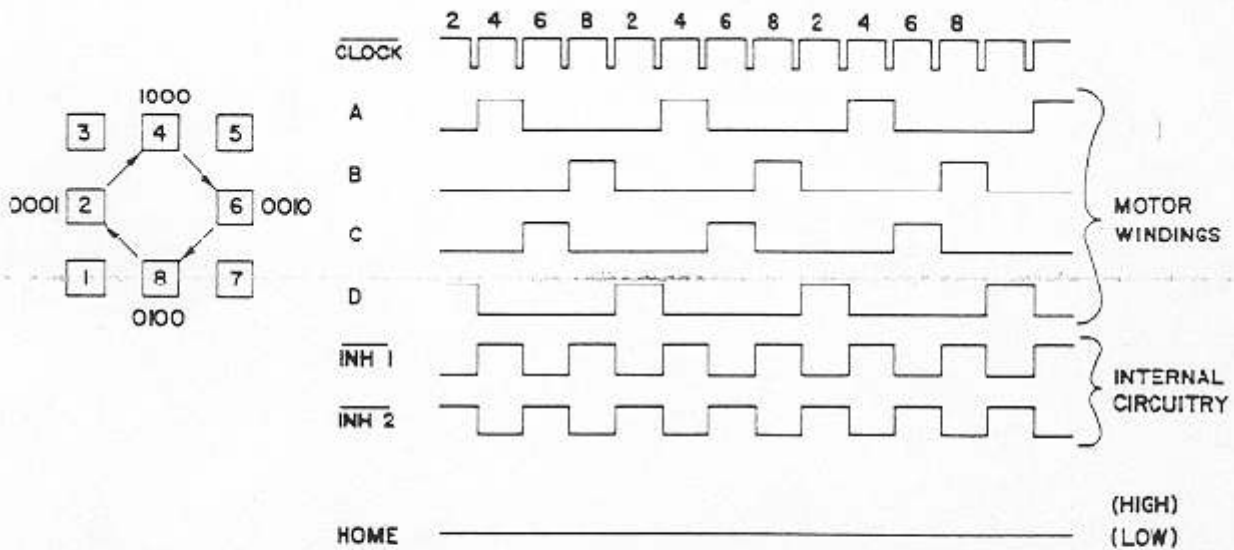 2 4 6 8 2 4 6 8 2 4 6 8
CLOCK
1000
A
3 4 5
B
0001 2 6 0010
C
MOTOR
WINDINGS
1 8 7
D
0100
INH 1
INTERNAL
CIRCUITRY
INH 2
(HIGH)
HOME
(LOW)